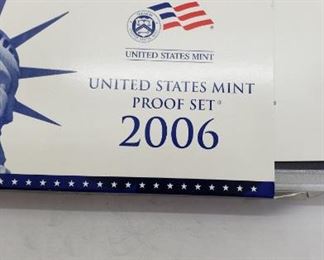 UNITED STATES MINT
UNITED STATES MINT
PROOF SET®
2006